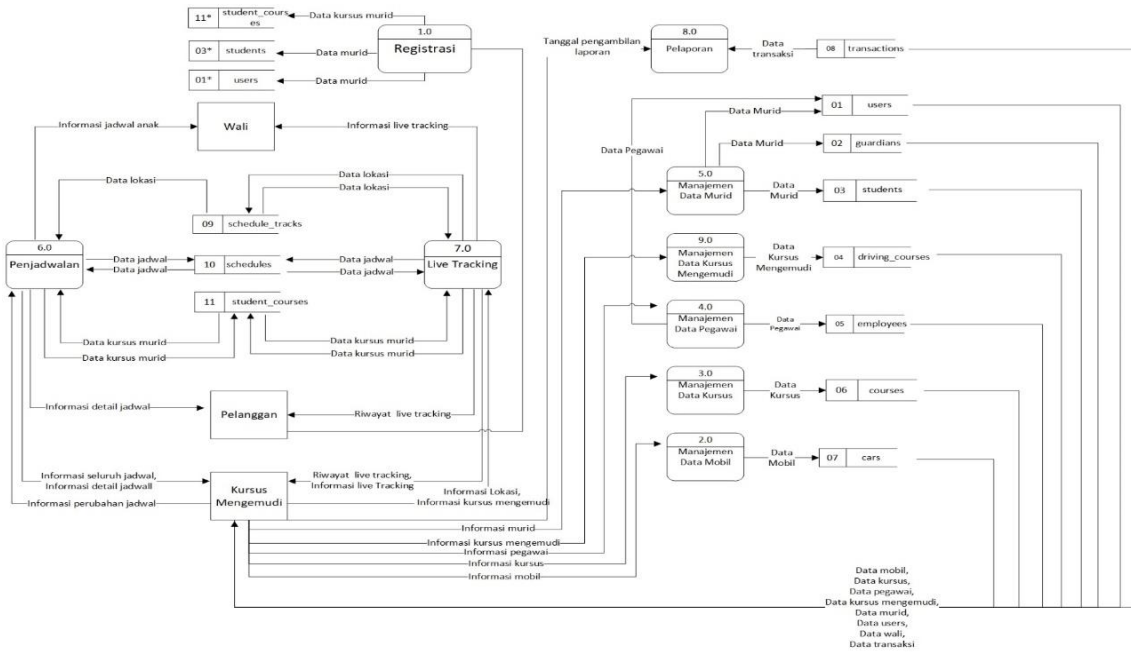 11* student_cours
es
Data kursus murid
1.0
Registrasi
03* students
Data murid
01* users
Data murid
Tanggal pengambilan
laporan
8.0
Pelaporan
Data
transaksi
08 transactions
Informasi jadwal anak
Wali
Informasi live tracking
Data Pegawai
Data Murid
01 users
Data Murid
02 guardians
5.0
Manajemen
Data Murid
Data
Murid
03 students
Data lokasi
Data lokasi
Data lokasi
09 schedule_tracks
6.0
Penjadwalan
Data jadwal
Data jadwal
10 schedules
Data jadwal
Data jadwal
7.0
Live Tracking
9.0
Manajemen
Data Kursus
Mengemudi
Data
Kursus
Mengemudi
04 driving_courses
11 student_courses
Data kursus murid
Data kursus murid
Data kursus murid
Data kursus murid
4.0
Manajemen
Data Pegawai
Data
Pegawai
05 employees
3.0
Manajemen
Data Kursus
Data
Kursus
06 courses
Informasi detail jadwal
Pelanggan
Riwayat live tracking
2.0
Manajemen
Data Mobil
Data
Mobil
07 cars
Informasi seluruh jadwal,
Informasi detail jadwall
Informasi perubahan jadwal
Kursus
Mengemudi
Riwayat live tracking,
Informasi live Tracking
Informasi Lokasi,
Informasi kursus mengemudi
Informasi murid
Informasi kursus mengemudi
Informasi pegawai
Informasi kursus
Informasi mobil
Data mobil,
Data kursus,
Data pegawai,
Data kursus mengemudi,
Data murid,
Data users,
Data wali,
Data transaksi